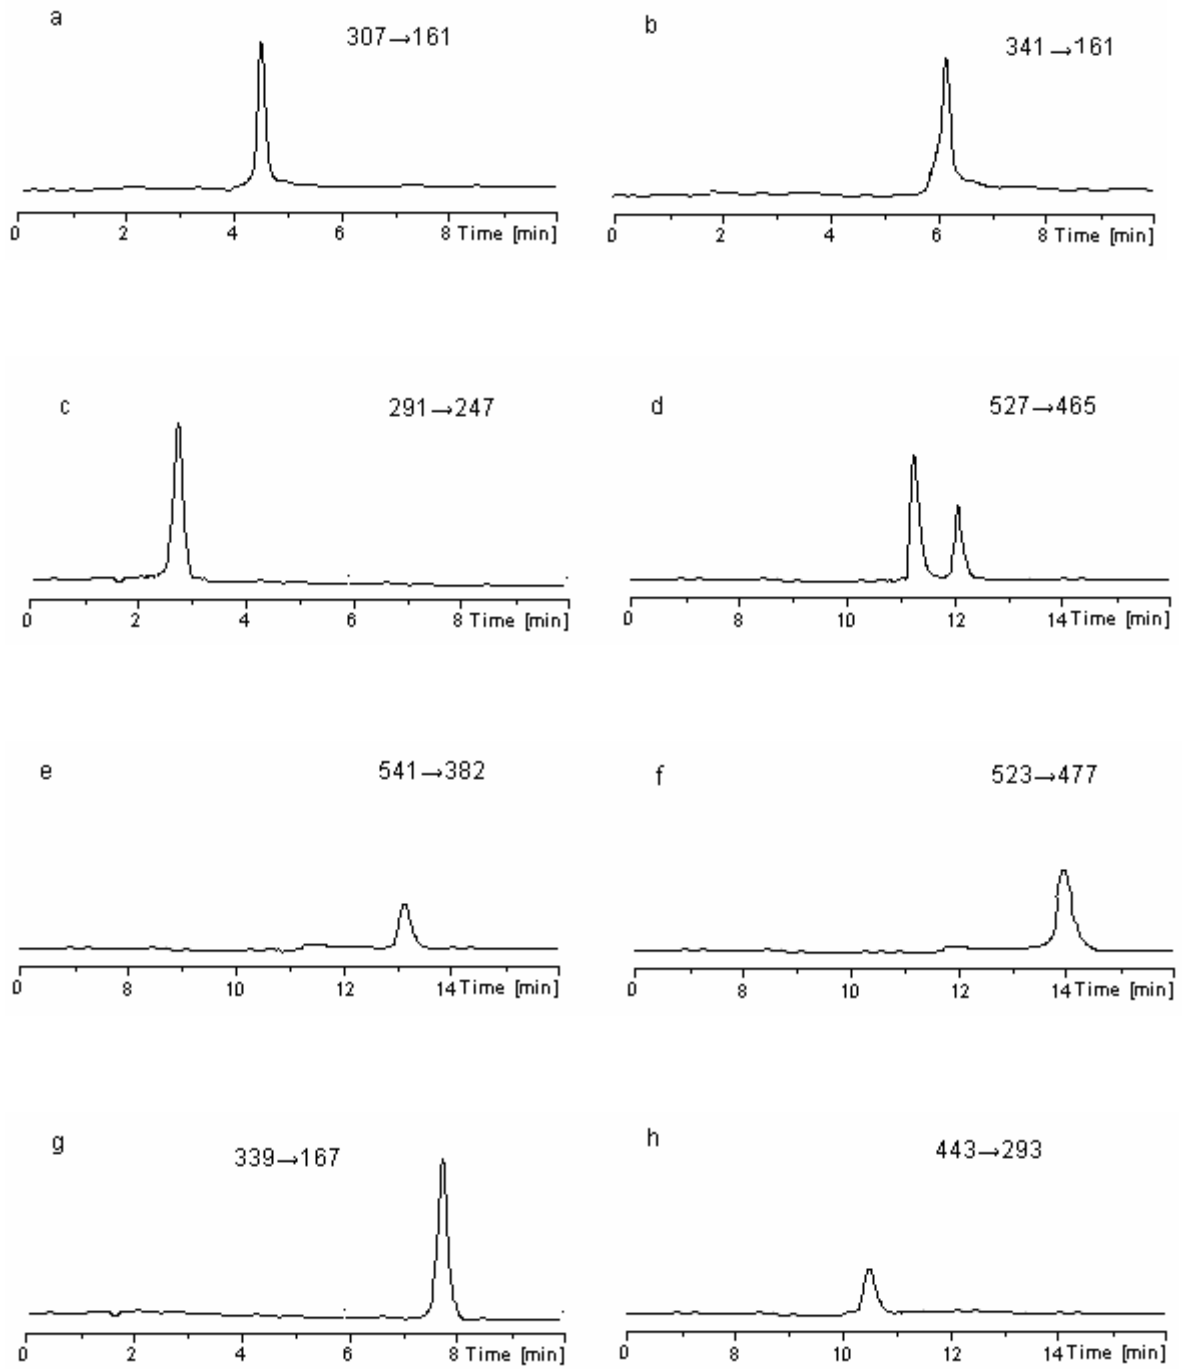 a
307→161
0 2 4 6 8 Time [min]
b
341→161
0 2 4 6 8 Time [min]
c
291→247
0 2 4 6 8 Time [min]
d
527→465
0 8 10 12 14 Time [min]
e
541→382
0 8 10 12 14 Time [min]
f
523→477
0 8 10 12 14 Time [min]
g
339→167
0 2 4 6 8 Time [min]
h
443→293
0 8 10 12 14 Time [min]